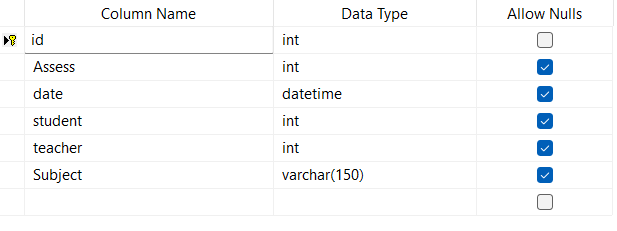 Column Name Data Type Allow Nulls
id int
Assess int
date datetime
student int
teacher int
Subject varchar(150)